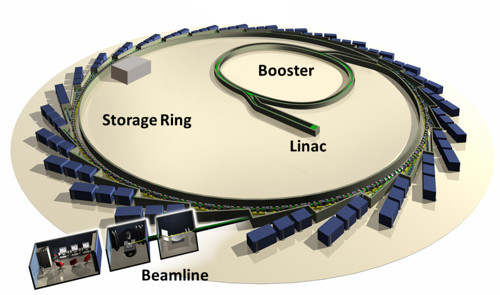 Booster
Storage Ring
Linac
Beamline